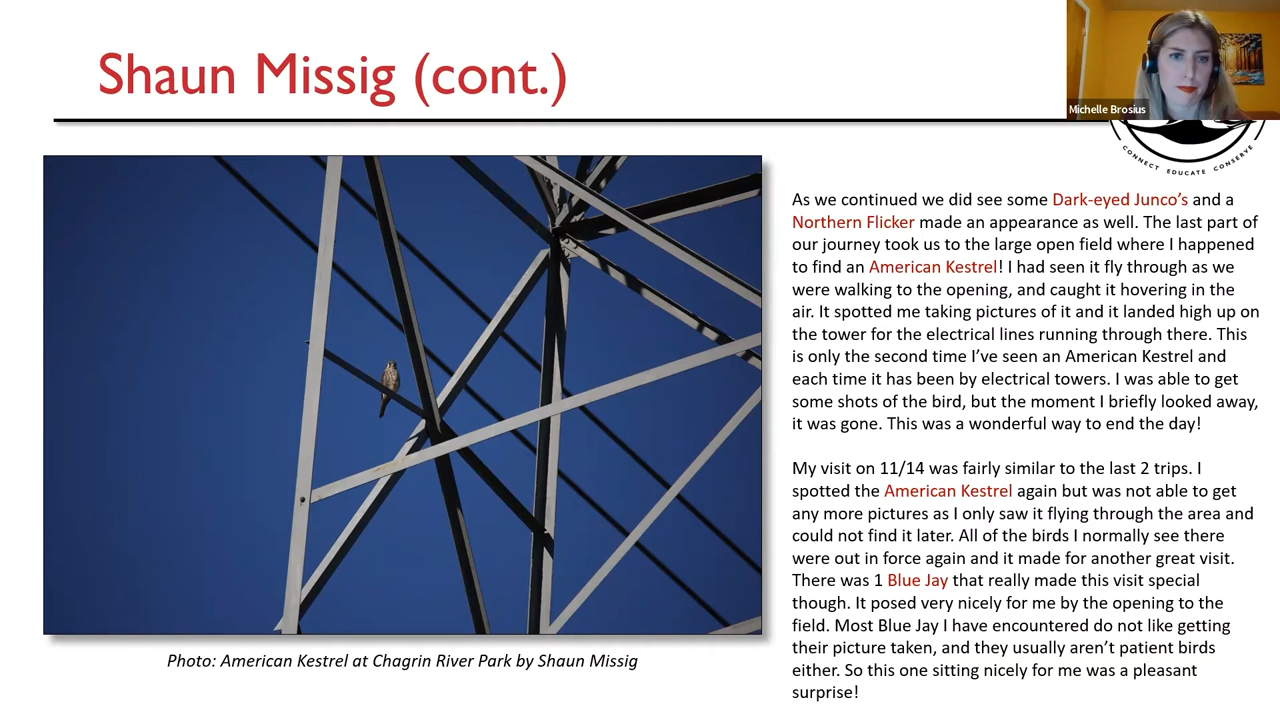 Shaun Missig (cont.)
Michelle Brosius
CONNECT EDUCATE CONSERVE
As we continued we did see some Dark-eyed Junco's and a
Northern Flicker made an appearance as well. The last part of
our journey took us to the large open field where I happened
to find an American Kestrel! I had seen it fly through as we
were walking to the opening, and caught it hovering in the
air. It spotted me taking pictures of it and it landed high up on
the tower for the electrical lines running through there. This
is only the second time I've seen an American Kestrel and
each time it has been by electrical towers. I was able to get
some shots of the bird, but the moment I briefly looked away,
it was gone. This was a wonderful way to end the day!
My visit on 11/14 was fairly similar to the last 2 trips. I
spotted the American Kestrel again but was not able to get
any more pictures as I only saw it flying through the area and
could not find it later. All of the birds I normally see there
were out in force again and it made for another great visit.
There was 1 Blue Jay that really made this visit special
though. It posed very nicely for me by the opening to the
field. Most Blue Jay I have encountered do not like getting
their picture taken, and they usually aren't patient birds
either. So this one sitting nicely for me was a pleasant
surprise!
Photo: American Kestrel at Chagrin River Park by Shaun Missig